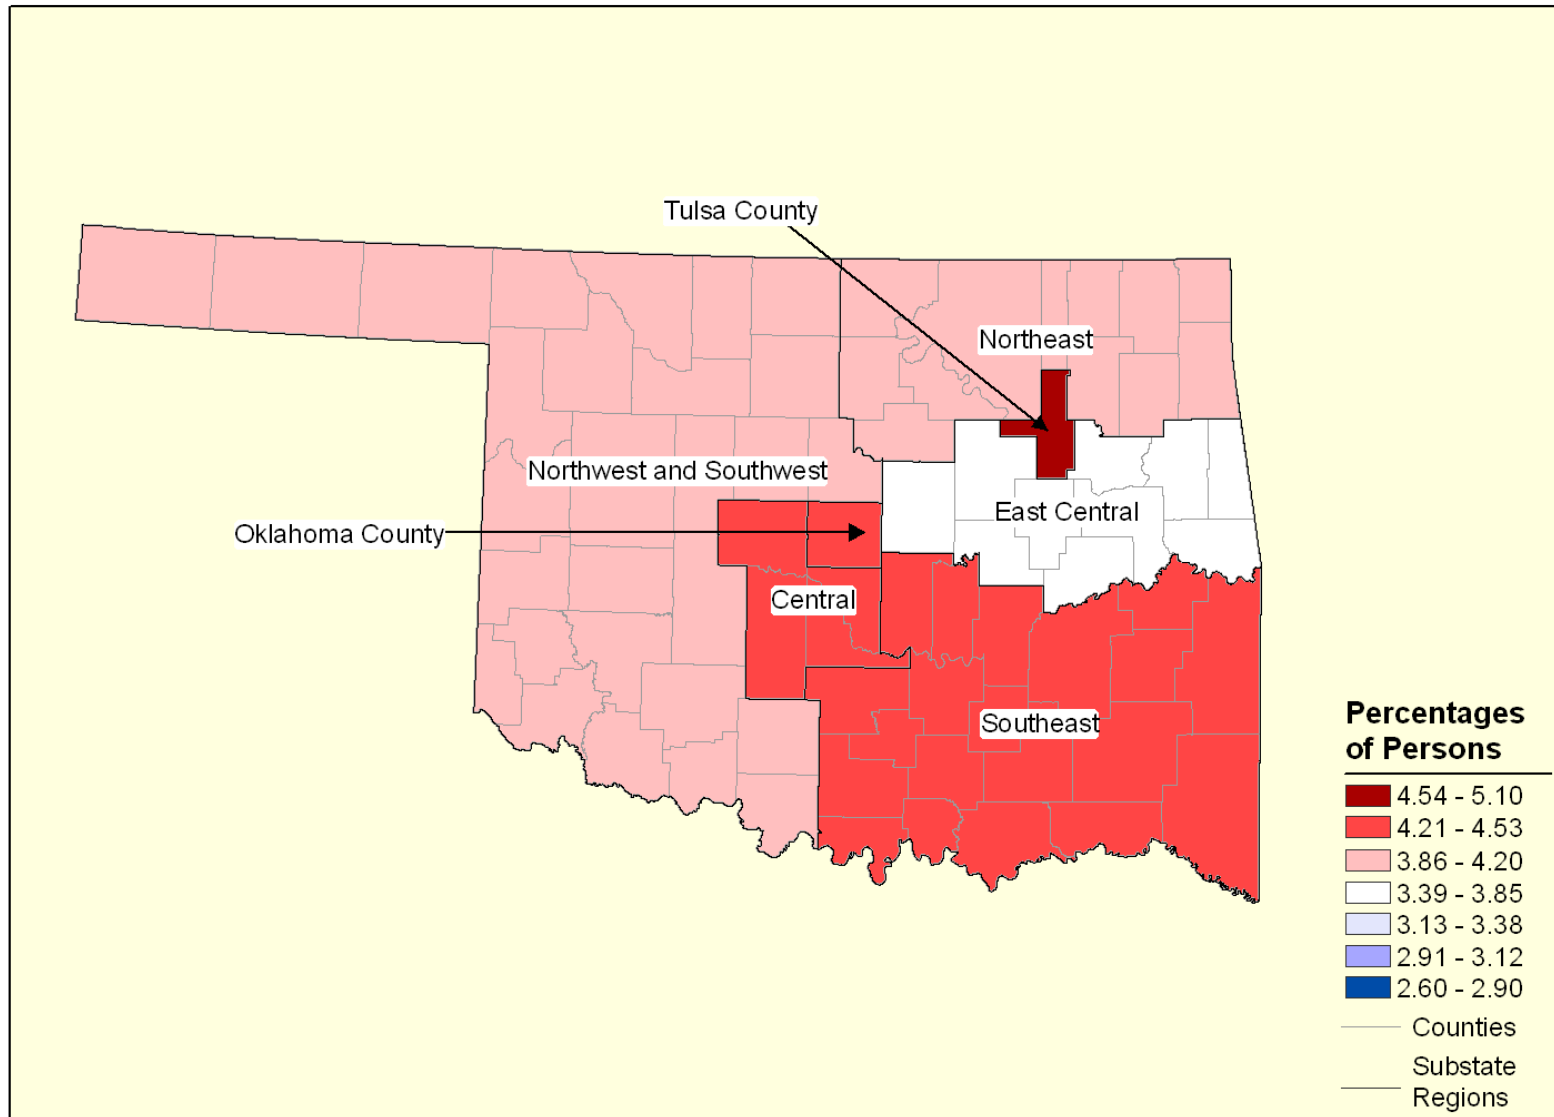 Tulsa County
Northeast
Northwest and Southwest
East Central
Oklahoma County
Central
Southeast
Percentages
of Persons
4.54 - 5.10
4.21 - 4.53
3.86 - 4.20
3.39 - 3.85
3.13 - 3.38
2.91 - 3.12
2.60 - 2.90
Counties
Substate
Regions